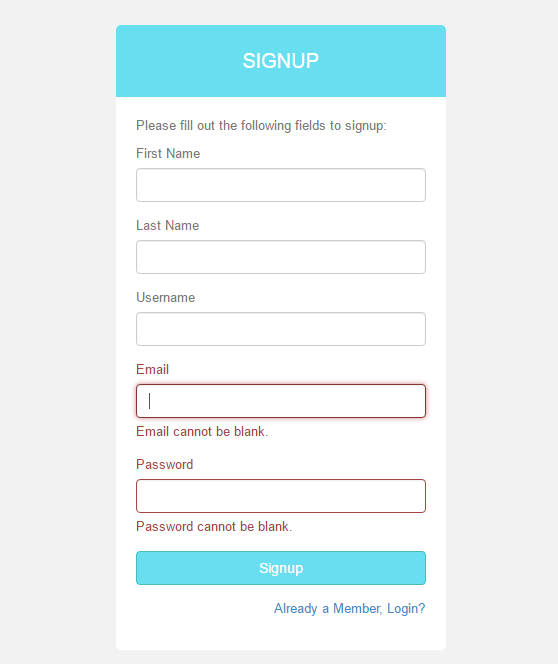 SIGNUP
Please fill out the following fields to signup:
First Name
Last Name
Username
Email
Email cannot be blank.
Password
Password cannot be blank.
Signup
Already a Member, Login?